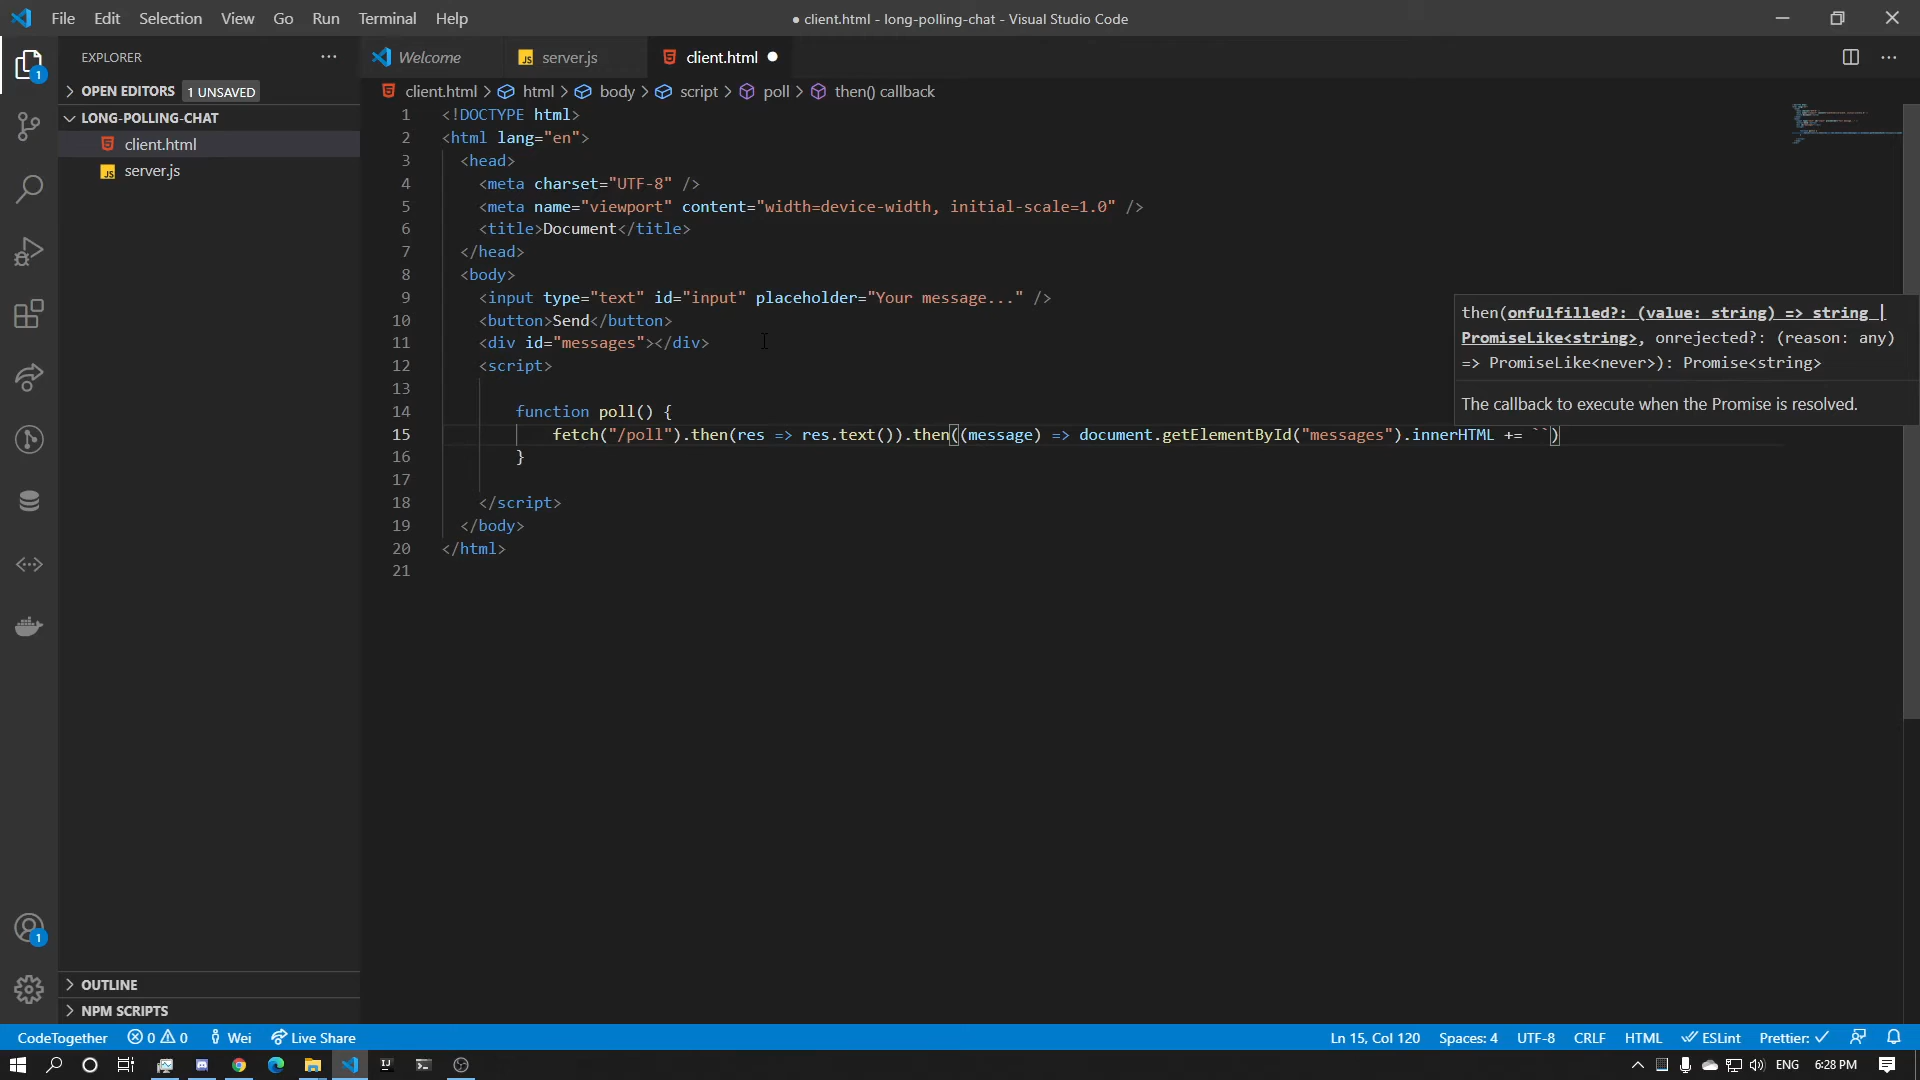 File Edit Selection View Go Run Terminal Help
● client.html - long-polling-chat - Visual Studio Code
EXPLORER
Welcome
JS server.js
client.html ●
OPEN EDITORS 1 UNSAVED
client.html > html > body > script > poll > then() callback
LONG-POLLING-CHAT
client.html
JS server.js
1 <!DOCTYPE html>
2 <html lang="en">
3 <head>
4 <meta charset="UTF-8" />
5 <meta name="viewport" content="width=device-width, initial-scale=1.0" />
6 <title>Document</title>
7 </head>
8 <body>
9 <input type="text" id="input" placeholder="Your message..." />
10 <button>Send</button>
11 <div id="messages"></div>
12 <script>
13
14 function poll() {
15 fetch("/poll").then(res => res.text()).then((message) => document.getElementById("messages").innerHTML += ``)
16 }
17
18 </script>
19 </body>
20 </html>
21
then(onfulfilled?: (value: string) => string |
PromiseLike<string>, onrejected?: (reason: any)
=> PromiseLike<never>): Promise<string>
The callback to execute when the Promise is resolved.
1
1
OUTLINE
NPM SCRIPTS
CodeTogether 0 0 Wei Live Share
Ln 15, Col 120 Spaces: 4 UTF-8 CRLF HTML ESLint Prettier: ✓
ENG 6:28 PM